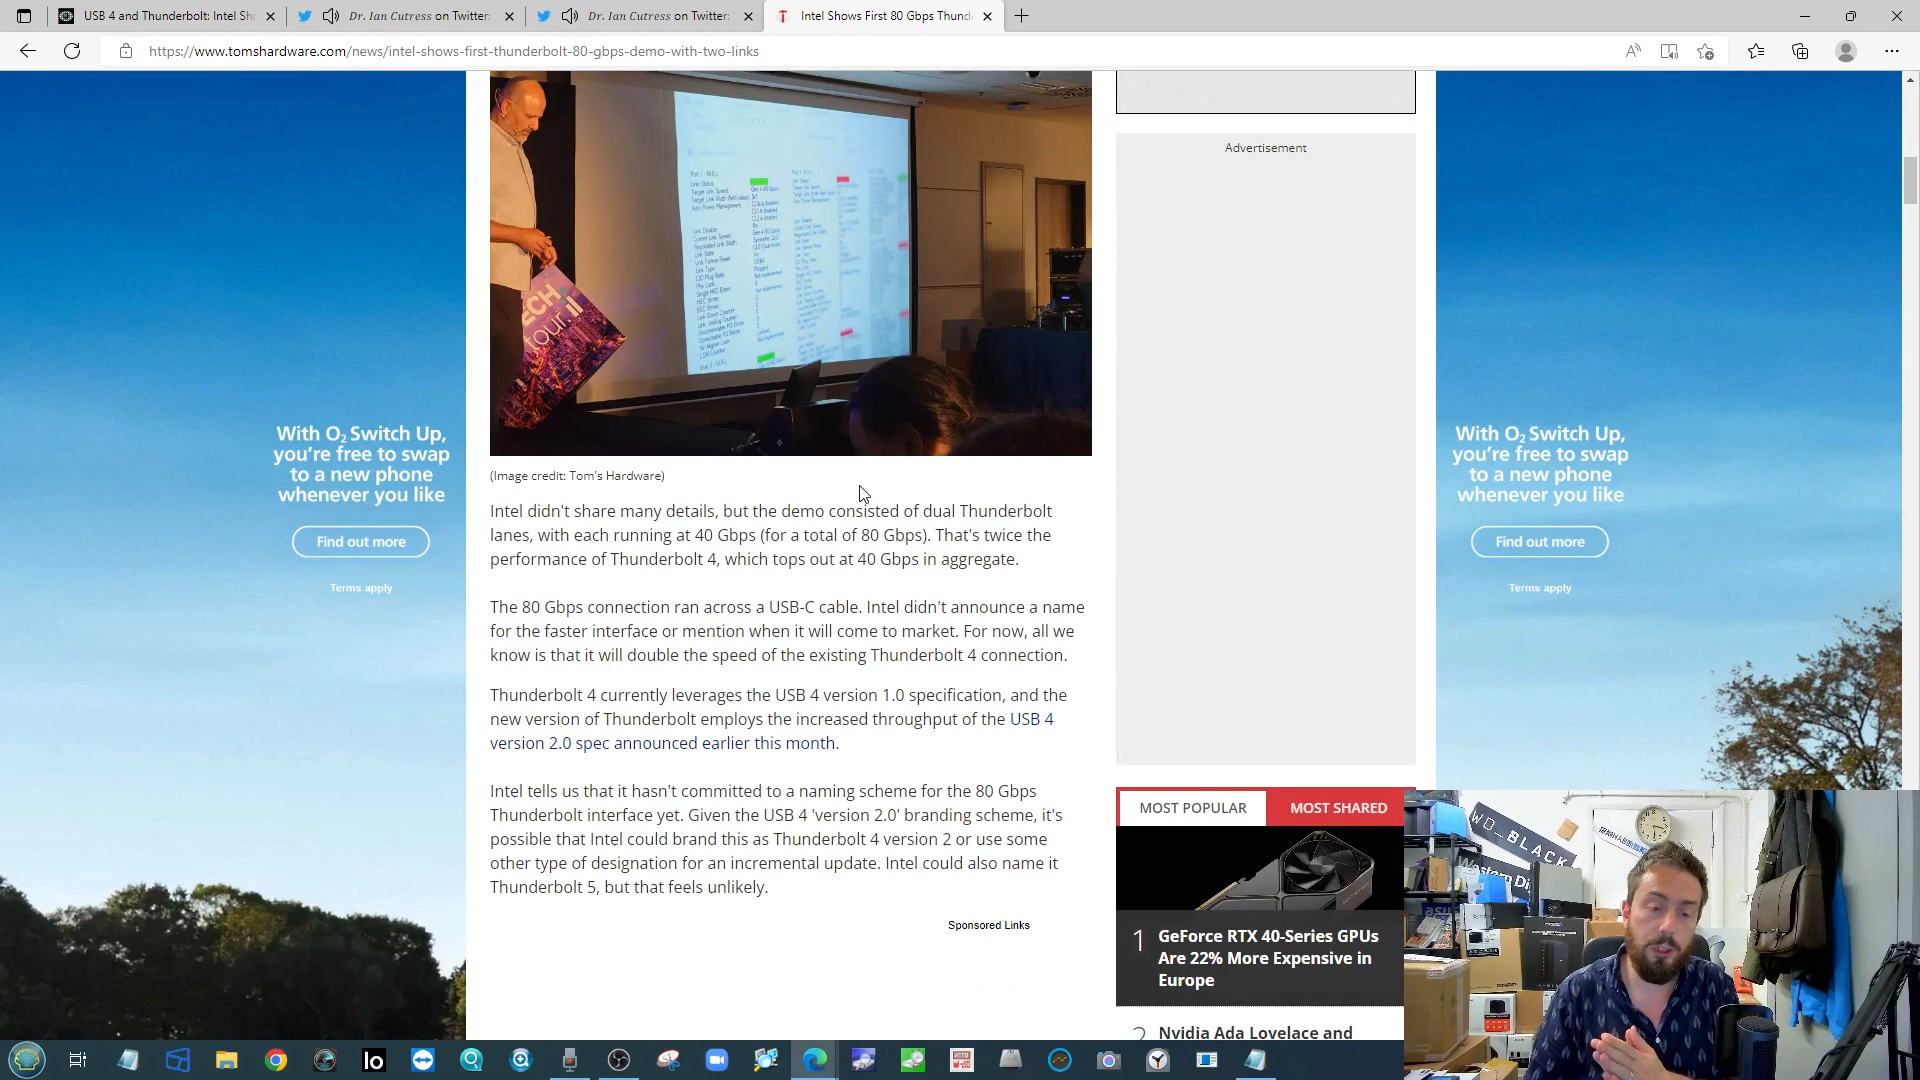 USB 4 and Thunderbolt: Intel Sh
Dr. Ian Cutress on Twitter:
Dr. Ian Cutress on Twitter:
Intel Shows First 80 Gbps Thund
https://www.tomshardware.com/news/intel-shows-first-thunderbolt-80-gbps-demo-with-two-links
Advertisement
TECH
tour.
(Image credit: Tom's Hardware)
Intel didn't share many details, but the demo consisted of dual Thunderbolt
lanes, with each running at 40 Gbps (for a total of 80 Gbps). That's twice the
performance of Thunderbolt 4, which tops out at 40 Gbps in aggregate.
The 80 Gbps connection ran across a USB-C cable. Intel didn't announce a name
for the faster interface or mention when it will come to market. For now, all we
know is that it will double the speed of the existing Thunderbolt 4 connection.
Thunderbolt 4 currently leverages the USB 4 version 1.0 specification, and the
new version of Thunderbolt employs the increased throughput of the USB 4
version 2.0 spec announced earlier this month.
Intel tells us that it hasn't committed to a naming scheme for the 80 Gbps
Thunderbolt interface yet. Given the USB 4 'version 2.0' branding scheme, it's
possible that Intel could brand this as Thunderbolt 4 version 2 or use some
other type of designation for an incremental update. Intel could also name it
Thunderbolt 5, but that feels unlikely.
Sponsored Links
With O2 Switch Up,
you're free to swap
to a new phone
whenever you like
Find out more
Terms apply
With O2 Switch Up,
you're free to swap
to a new phone
whenever you like
Find out more
Terms apply
MOST POPULAR
MOST SHARED
1
GeForce RTX 40-Series GPUs
Are 22% More Expensive in
Europe
2
Nvidia Ada Lovelace and
WD_BLACK
Western Di
lo